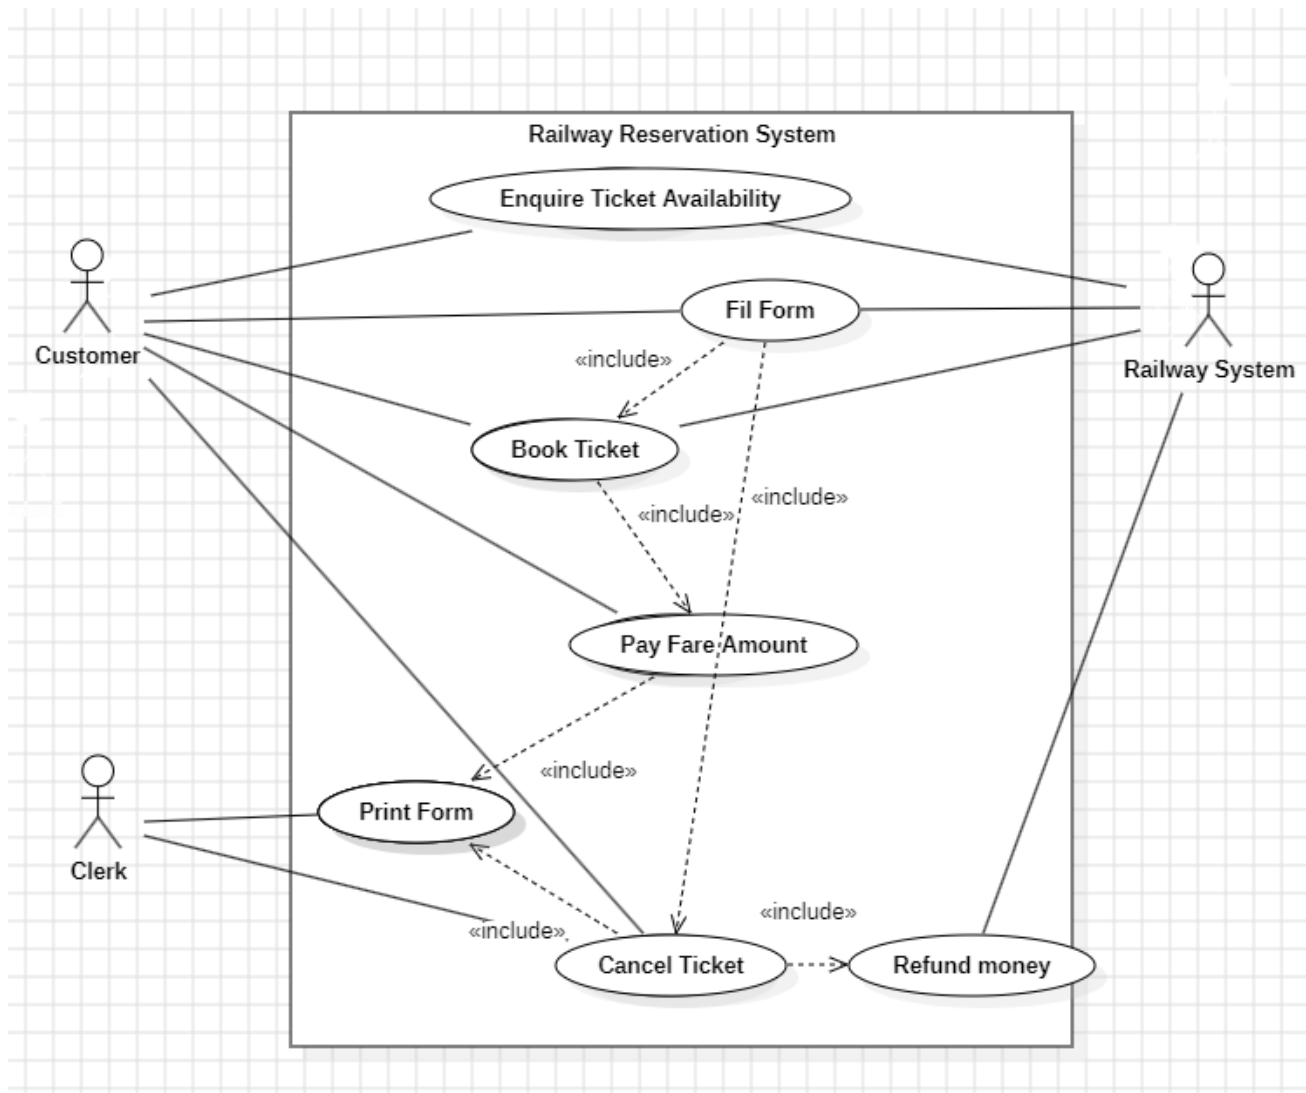 Railway Reservation System
Enquire Ticket Availability
Fil Form
Customer
«include»
Railway System
Book Ticket
«include»
«include»
Pay Fare Amount
«include»
Print Form
Clerk
«include»
«include»
Cancel Ticket
Refund money